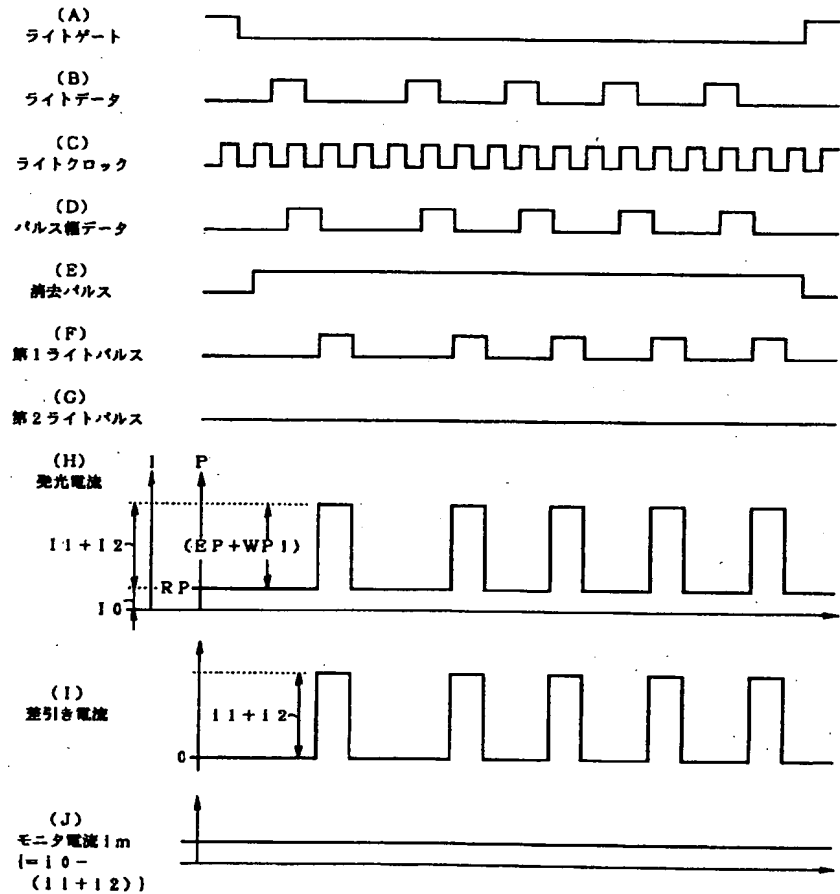 (A)
ライトゲート
(B)
ライトデータ
(C)
ライトクロック
(D)
パルス幅データ
(E)
消去パルス
(F)
第1ライトパルス
(G)
第2ライトパルス
(H)
発光電流
I
P
I1+I2
(EP+WP1)
RP
I0
(I)
差引き電流
i1+i2
0
(J)
モニタ電流im
{=i0-
(i1+i2)}